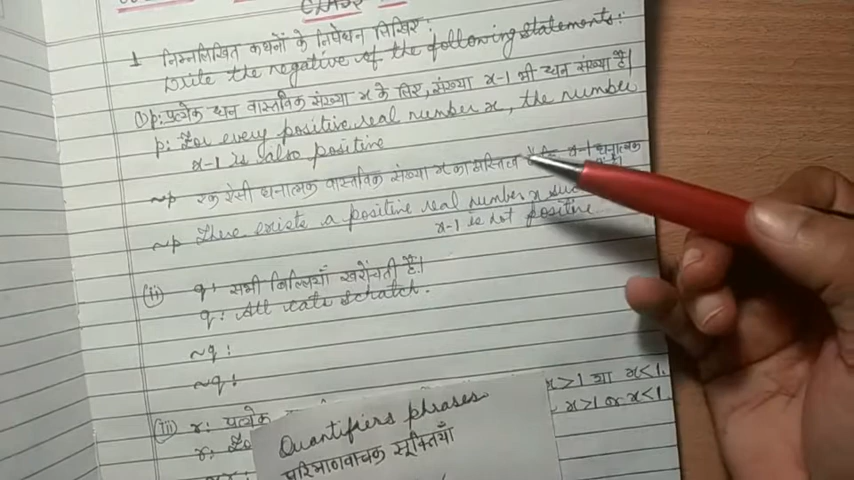 1 निम्नलिखित कथनों के निषेधन लिखिए:
Write the negative of the following statements:
(i) p: प्रत्येक धन वास्तविक संख्या x के लिए, संख्या x-1 भी धन संख्या है।
p: For every positive real number x, the number
x-1 is also positive
~p एक ऐसी धनात्मक वास्तविक संख्या x का अस्तित्व x-1 धनात्मक
~p There exists a positive real number x such
x-1 is not positive
(ii) q: सभी बिल्लियाँ खरोंचती हैं।
q: All cats scratch.
~q:
~q:
(iii) r: प्रत्येक x>1 या x<1.
r: x>1 or x<1
Quantifiers phrases
परिमाणवाचक सूक्तियाँ